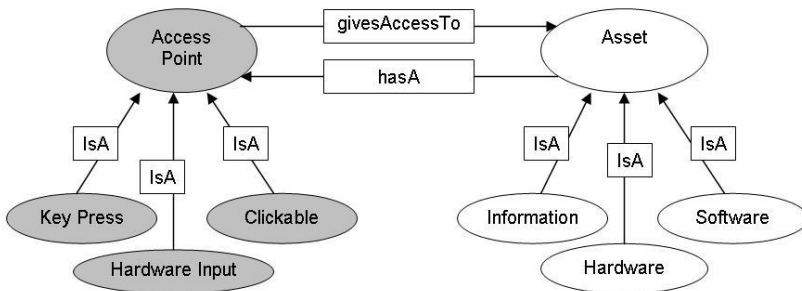 Access
Point
givesAccessTo
Asset
hasA
IsA
IsA
IsA
IsA
IsA
IsA
Key Press
Clickable
Information
Software
Hardware Input
Hardware